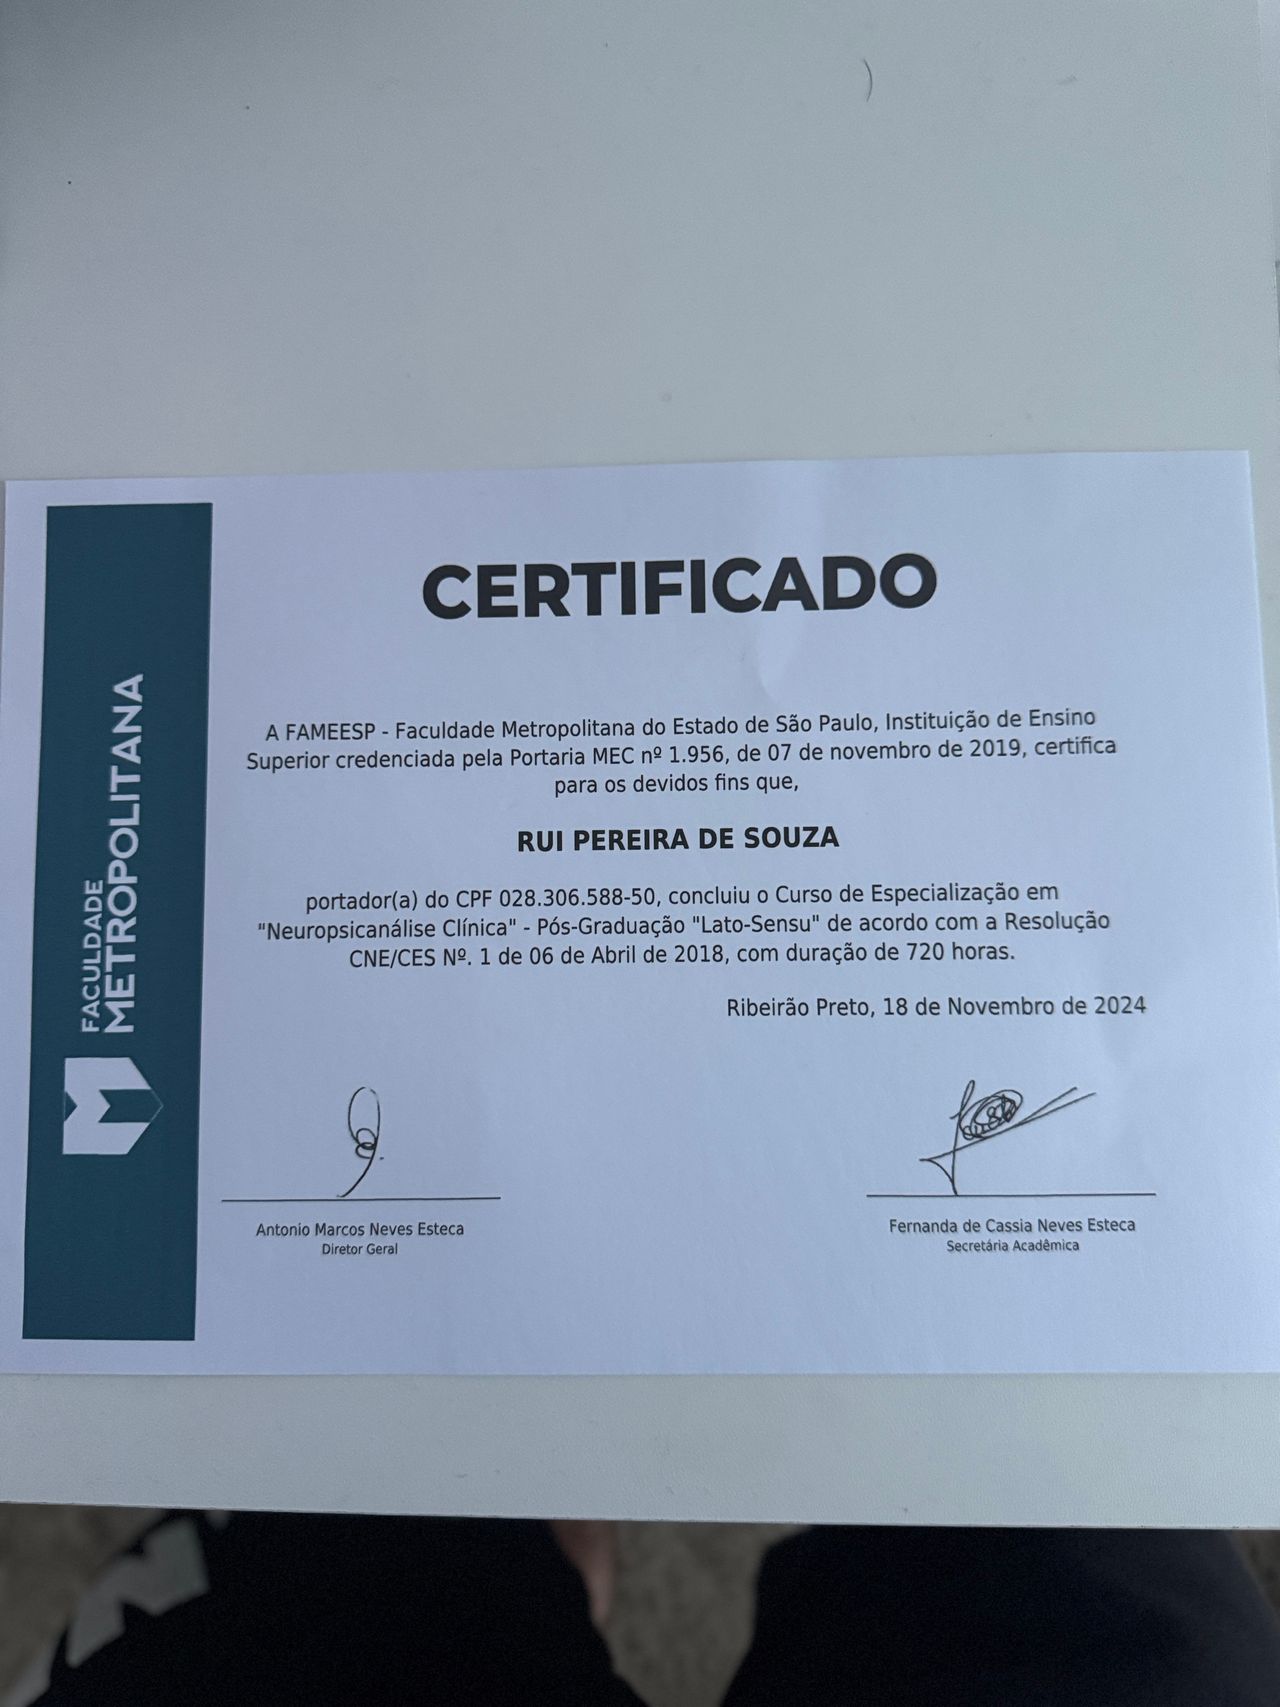 CERTIFICADO
A FAMEESP - Faculdade Metropolitana do Estado de São Paulo, Instituição de Ensino
Superior credenciada pela Portaria MEC nº 1.956, de 07 de novembro de 2019, certifica
para os devidos fins que,
RUI PEREIRA DE SOUZA
portador(a) do CPF 028.306.588-50, concluiu o Curso de Especialização em
"Neuropsicanálise Clínica" - Pós-Graduação "Lato-Sensu" de acordo com a Resolução
CNE/CES Nº. 1 de 06 de Abril de 2018, com duração de 720 horas.
Ribeirão Preto, 18 de Novembro de 2024
Antonio Marcos Neves Esteca
Diretor Geral
Fernanda de Cassia Neves Esteca
Secretária Acadêmica
FACULDADE
METROPOLITANA